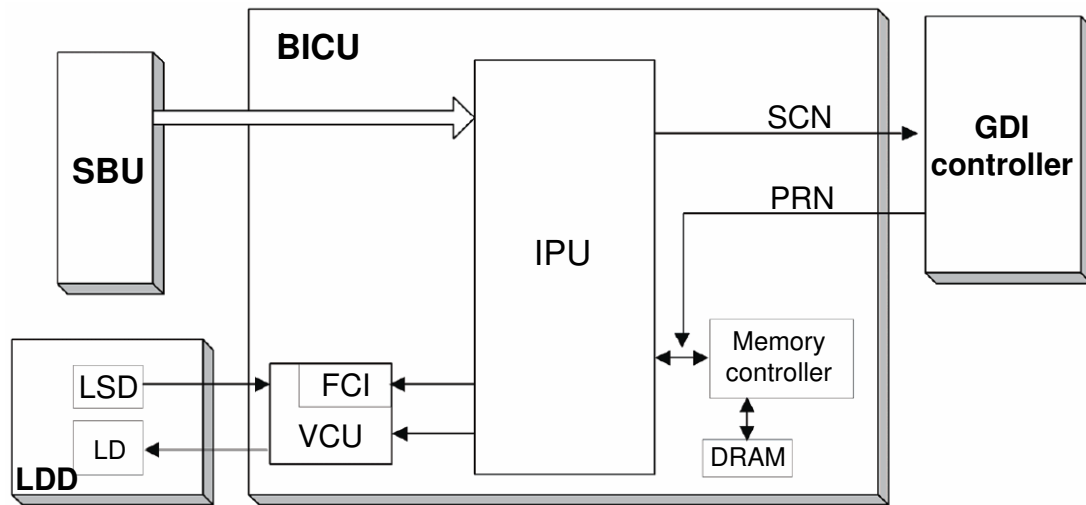 BICU
SBU
IPU
SCN
PRN
GDI
controller
Memory
controller
DRAM
LSD
LD
LDD
FCI
VCU